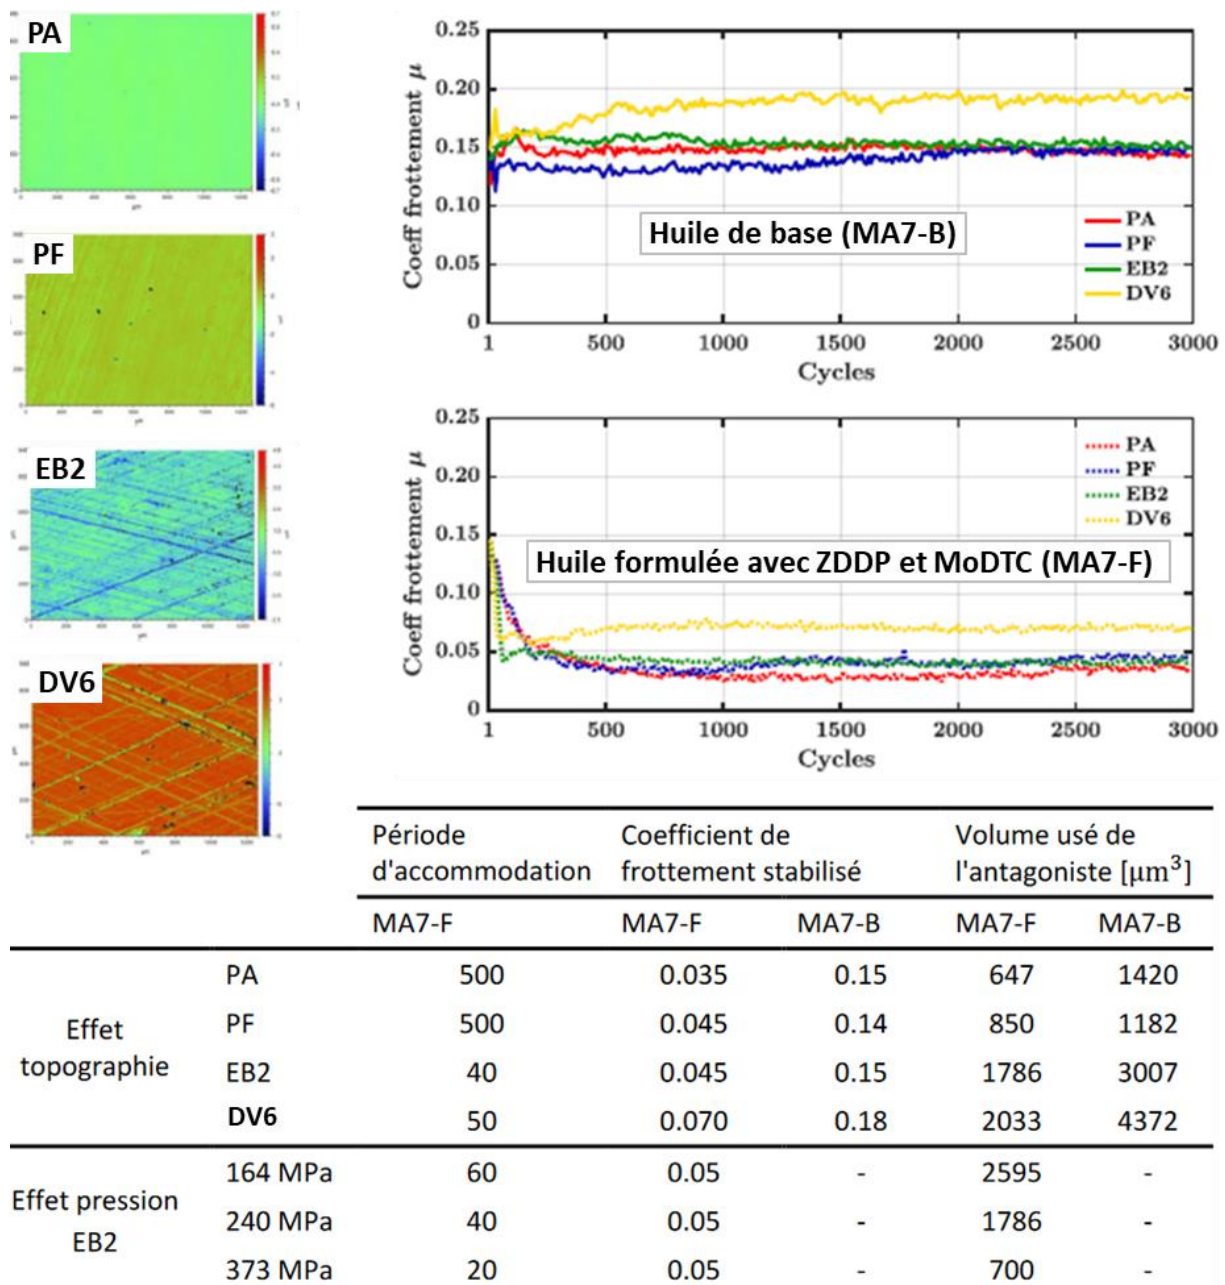 PA
PF
EB2
DV6
0.25
0.20
0.15
0.10
0.05
0
Coeff frottement μ
Huile de base (MA7-B)
PA
PF
EB2
DV6
1 500 1000 1500 2000 2500 3000
Cycles
0.25
0.20
0.15
0.10
0.05
0
Coeff frottement μ
PA
PF
EB2
DV6
Huile formulée avec ZDDP et MoDTC (MA7-F)
1 500 1000 1500 2000 2500 3000
Cycles
Période d'accommodation Coefficient de frottement stabilisé Volume usé de l'antagoniste [μm³]
MA7-F MA7-F MA7-B MA7-F MA7-B
Effet topographie
PA 500 0.035 0.15 647 1420
PF 500 0.045 0.14 850 1182
EB2 40 0.045 0.15 1786 3007
DV6 50 0.070 0.18 2033 4372
Effet pression EB2
164 MPa 60 0.05 - 2595 -
240 MPa 40 0.05 - 1786 -
373 MPa 20 0.05 - 700 -